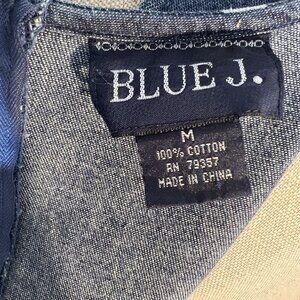 BLUE J.
M
100% COTTON
RN 79357
MADE IN CHINA